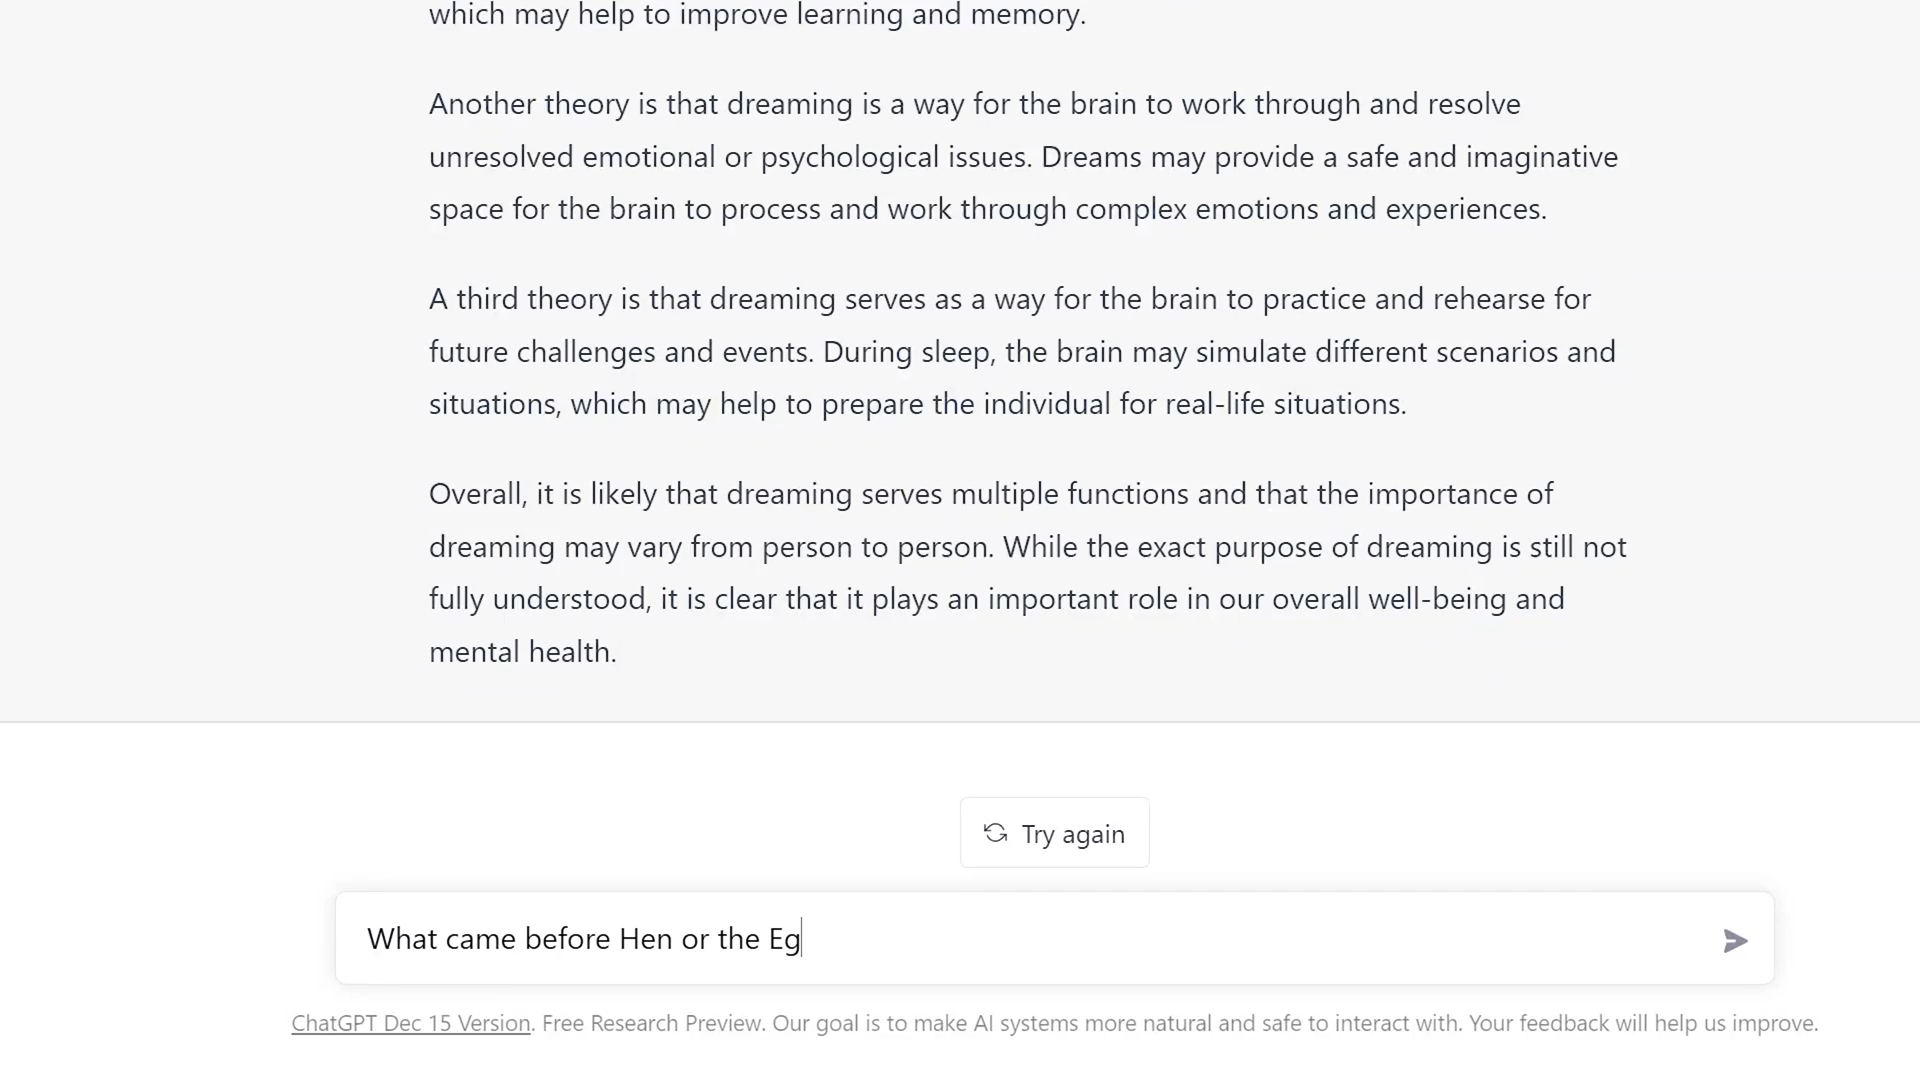 which may help to improve learning and memory.
Another theory is that dreaming is a way for the brain to work through and resolve
unresolved emotional or psychological issues. Dreams may provide a safe and imaginative
space for the brain to process and work through complex emotions and experiences.
A third theory is that dreaming serves as a way for the brain to practice and rehearse for
future challenges and events. During sleep, the brain may simulate different scenarios and
situations, which may help to prepare the individual for real-life situations.
Overall, it is likely that dreaming serves multiple functions and that the importance of
dreaming may vary from person to person. While the exact purpose of dreaming is still not
fully understood, it is clear that it plays an important role in our overall well-being and
mental health.
Try again
What came before Hen or the Eg
ChatGPT Dec 15 Version. Free Research Preview. Our goal is to make AI systems more natural and safe to interact with. Your feedback will help us improve.